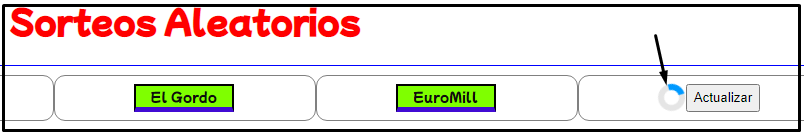 Sorteos Aleatorios
El Gordo
EuroMill
Actualizar